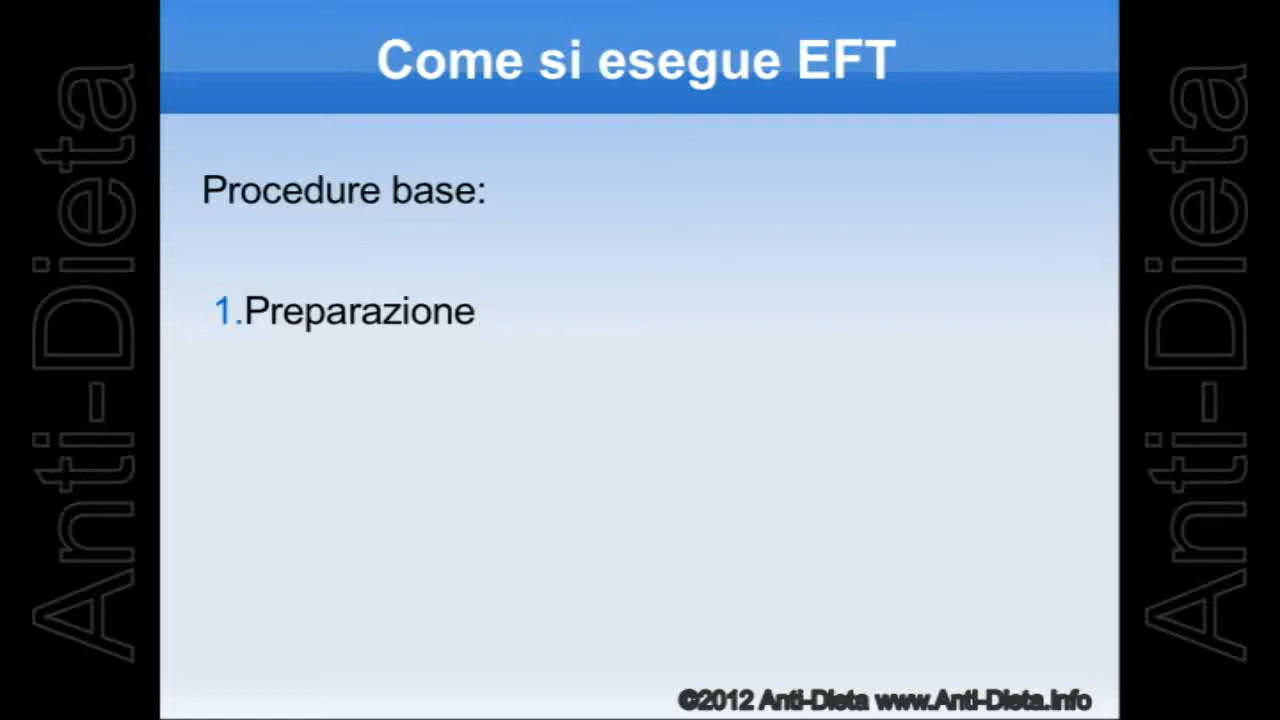 Come si esegue EFT
Procedure base:
1.Preparazione
©2012 Anti-Dieta www.Anti-Dieta.info
Anti-Dieta
Anti-Dieta